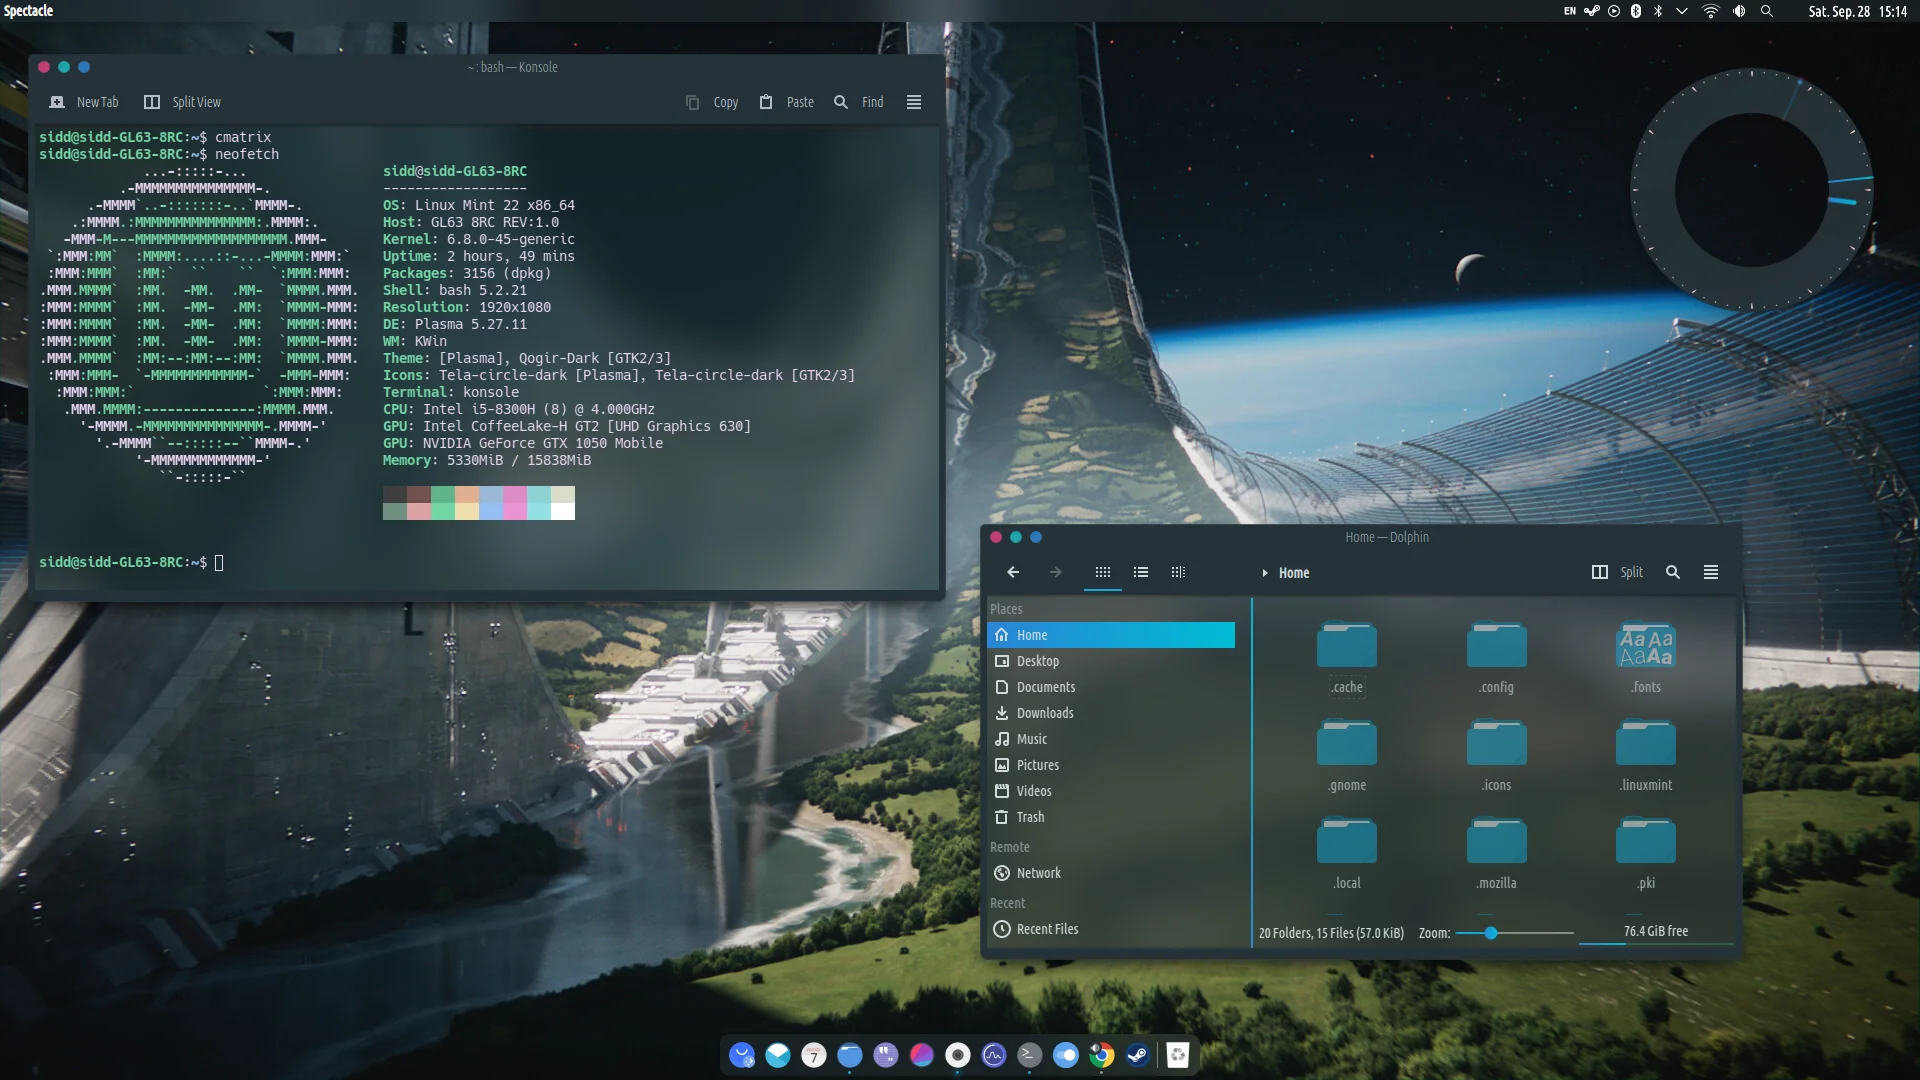 Spectacle
EN
Sat. Sep. 28 15:14
~ : bash — Konsole
New Tab Split View Copy Paste Find
sidd@sidd-GL63-8RC:~$ cmatrix
sidd@sidd-GL63-8RC:~$ neofetch
sidd@sidd-GL63-8RC
------------------
OS: Linux Mint 22 x86_64
Host: GL63 8RC REV:1.0
Kernel: 6.8.0-45-generic
Uptime: 2 hours, 49 mins
Packages: 3156 (dpkg)
Shell: bash 5.2.21
Resolution: 1920x1080
DE: Plasma 5.27.11
WM: KWin
Theme: [Plasma], Qogir-Dark [GTK2/3]
Icons: Tela-circle-dark [Plasma], Tela-circle-dark [GTK2/3]
Terminal: konsole
CPU: Intel i5-8300H (8) @ 4.000GHz
GPU: Intel CoffeeLake-H GT2 [UHD Graphics 630]
GPU: NVIDIA GeForce GTX 1050 Mobile
Memory: 5330MiB / 15838MiB
sidd@sidd-GL63-8RC:~$
Home — Dolphin
Home
Split
Places
Home
Desktop
Documents
Downloads
Music
Pictures
Videos
Trash
Remote
Network
Recent
Recent Files
Aa Aa
Aa Aa
.cache .config .fonts
.gnome .icons .linuxmint
.local .mozilla .pki
20 Folders, 15 Files (57.0 KiB) Zoom: 76.4 GiB free
7